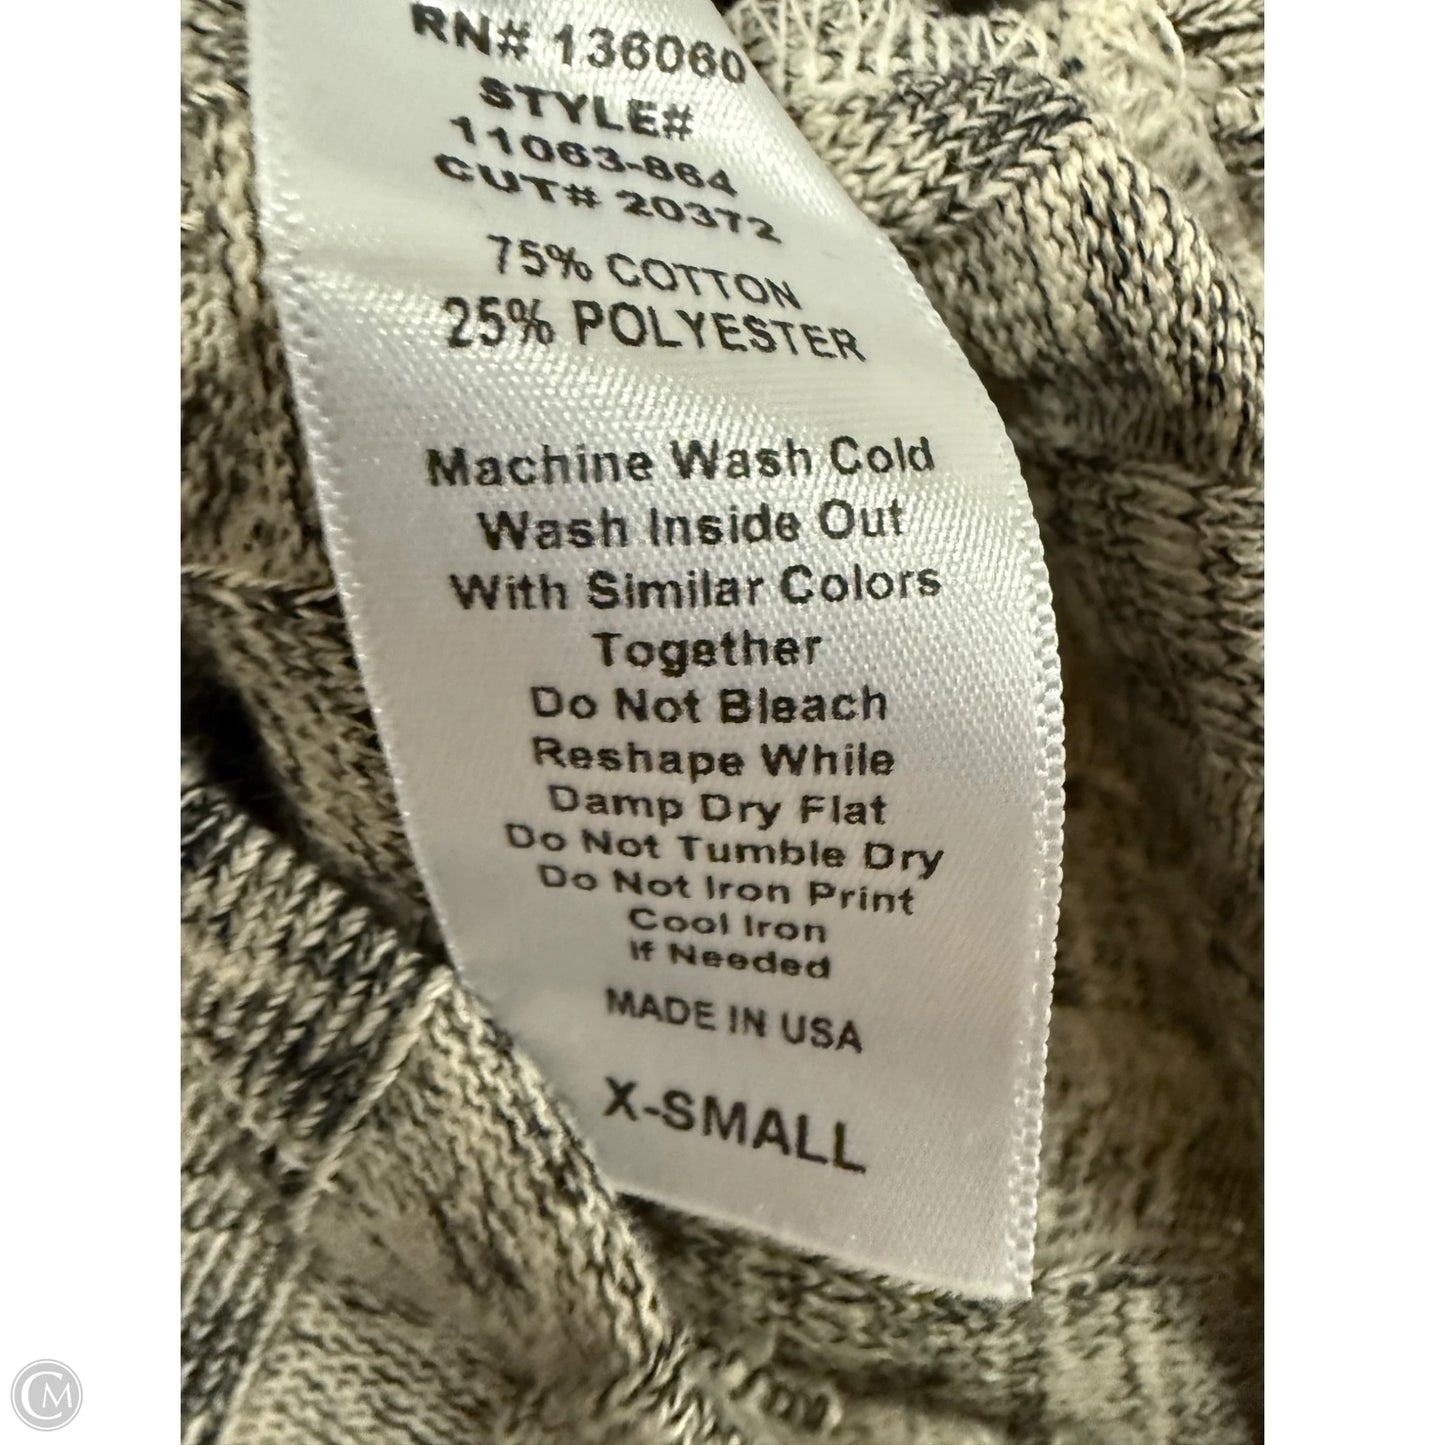 RN# 136060
STYLE#
11063-864
CUT# 20372
75% COTTON
25% POLYESTER
Machine Wash Cold
Wash Inside Out
With Similar Colors
Together
Do Not Bleach
Reshape While
Damp Dry Flat
Do Not Tumble Dry
Do Not Iron Print
Cool Iron
If Needed
MADE IN USA
X-SMALL
CM